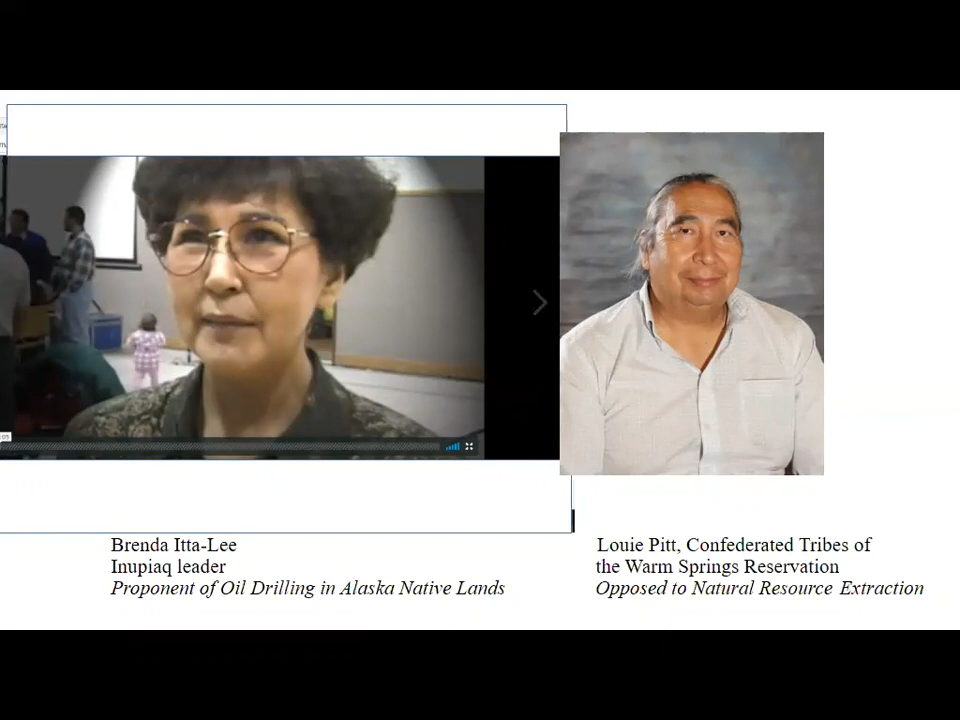 Brenda Itta-Lee
Inupiaq leader
Proponent of Oil Drilling in Alaska Native Lands
Louie Pitt, Confederated Tribes of
the Warm Springs Reservation
Opposed to Natural Resource Extraction